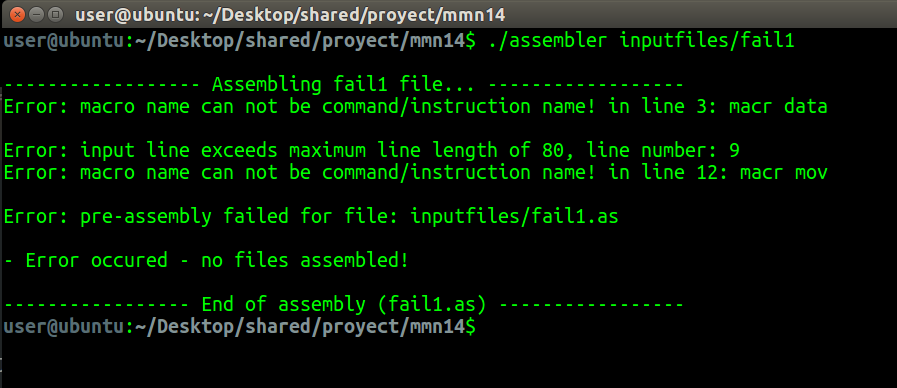 user@ubuntu: ~/Desktop/shared/proyect/mmn14
user@ubuntu:~/Desktop/shared/proyect/mmn14$ ./assembler inputfiles/fail1
------------------ Assembling fail1 file... ------------------
Error: macro name can not be command/instruction name! in line 3: macr data
Error: input line exceeds maximum line length of 80, line number: 9
Error: macro name can not be command/instruction name! in line 12: macr mov
Error: pre-assembly failed for file: inputfiles/fail1.as
- Error occured - no files assembled!
----------------- End of assembly (fail1.as) -----------------
user@ubuntu:~/Desktop/shared/proyect/mmn14$